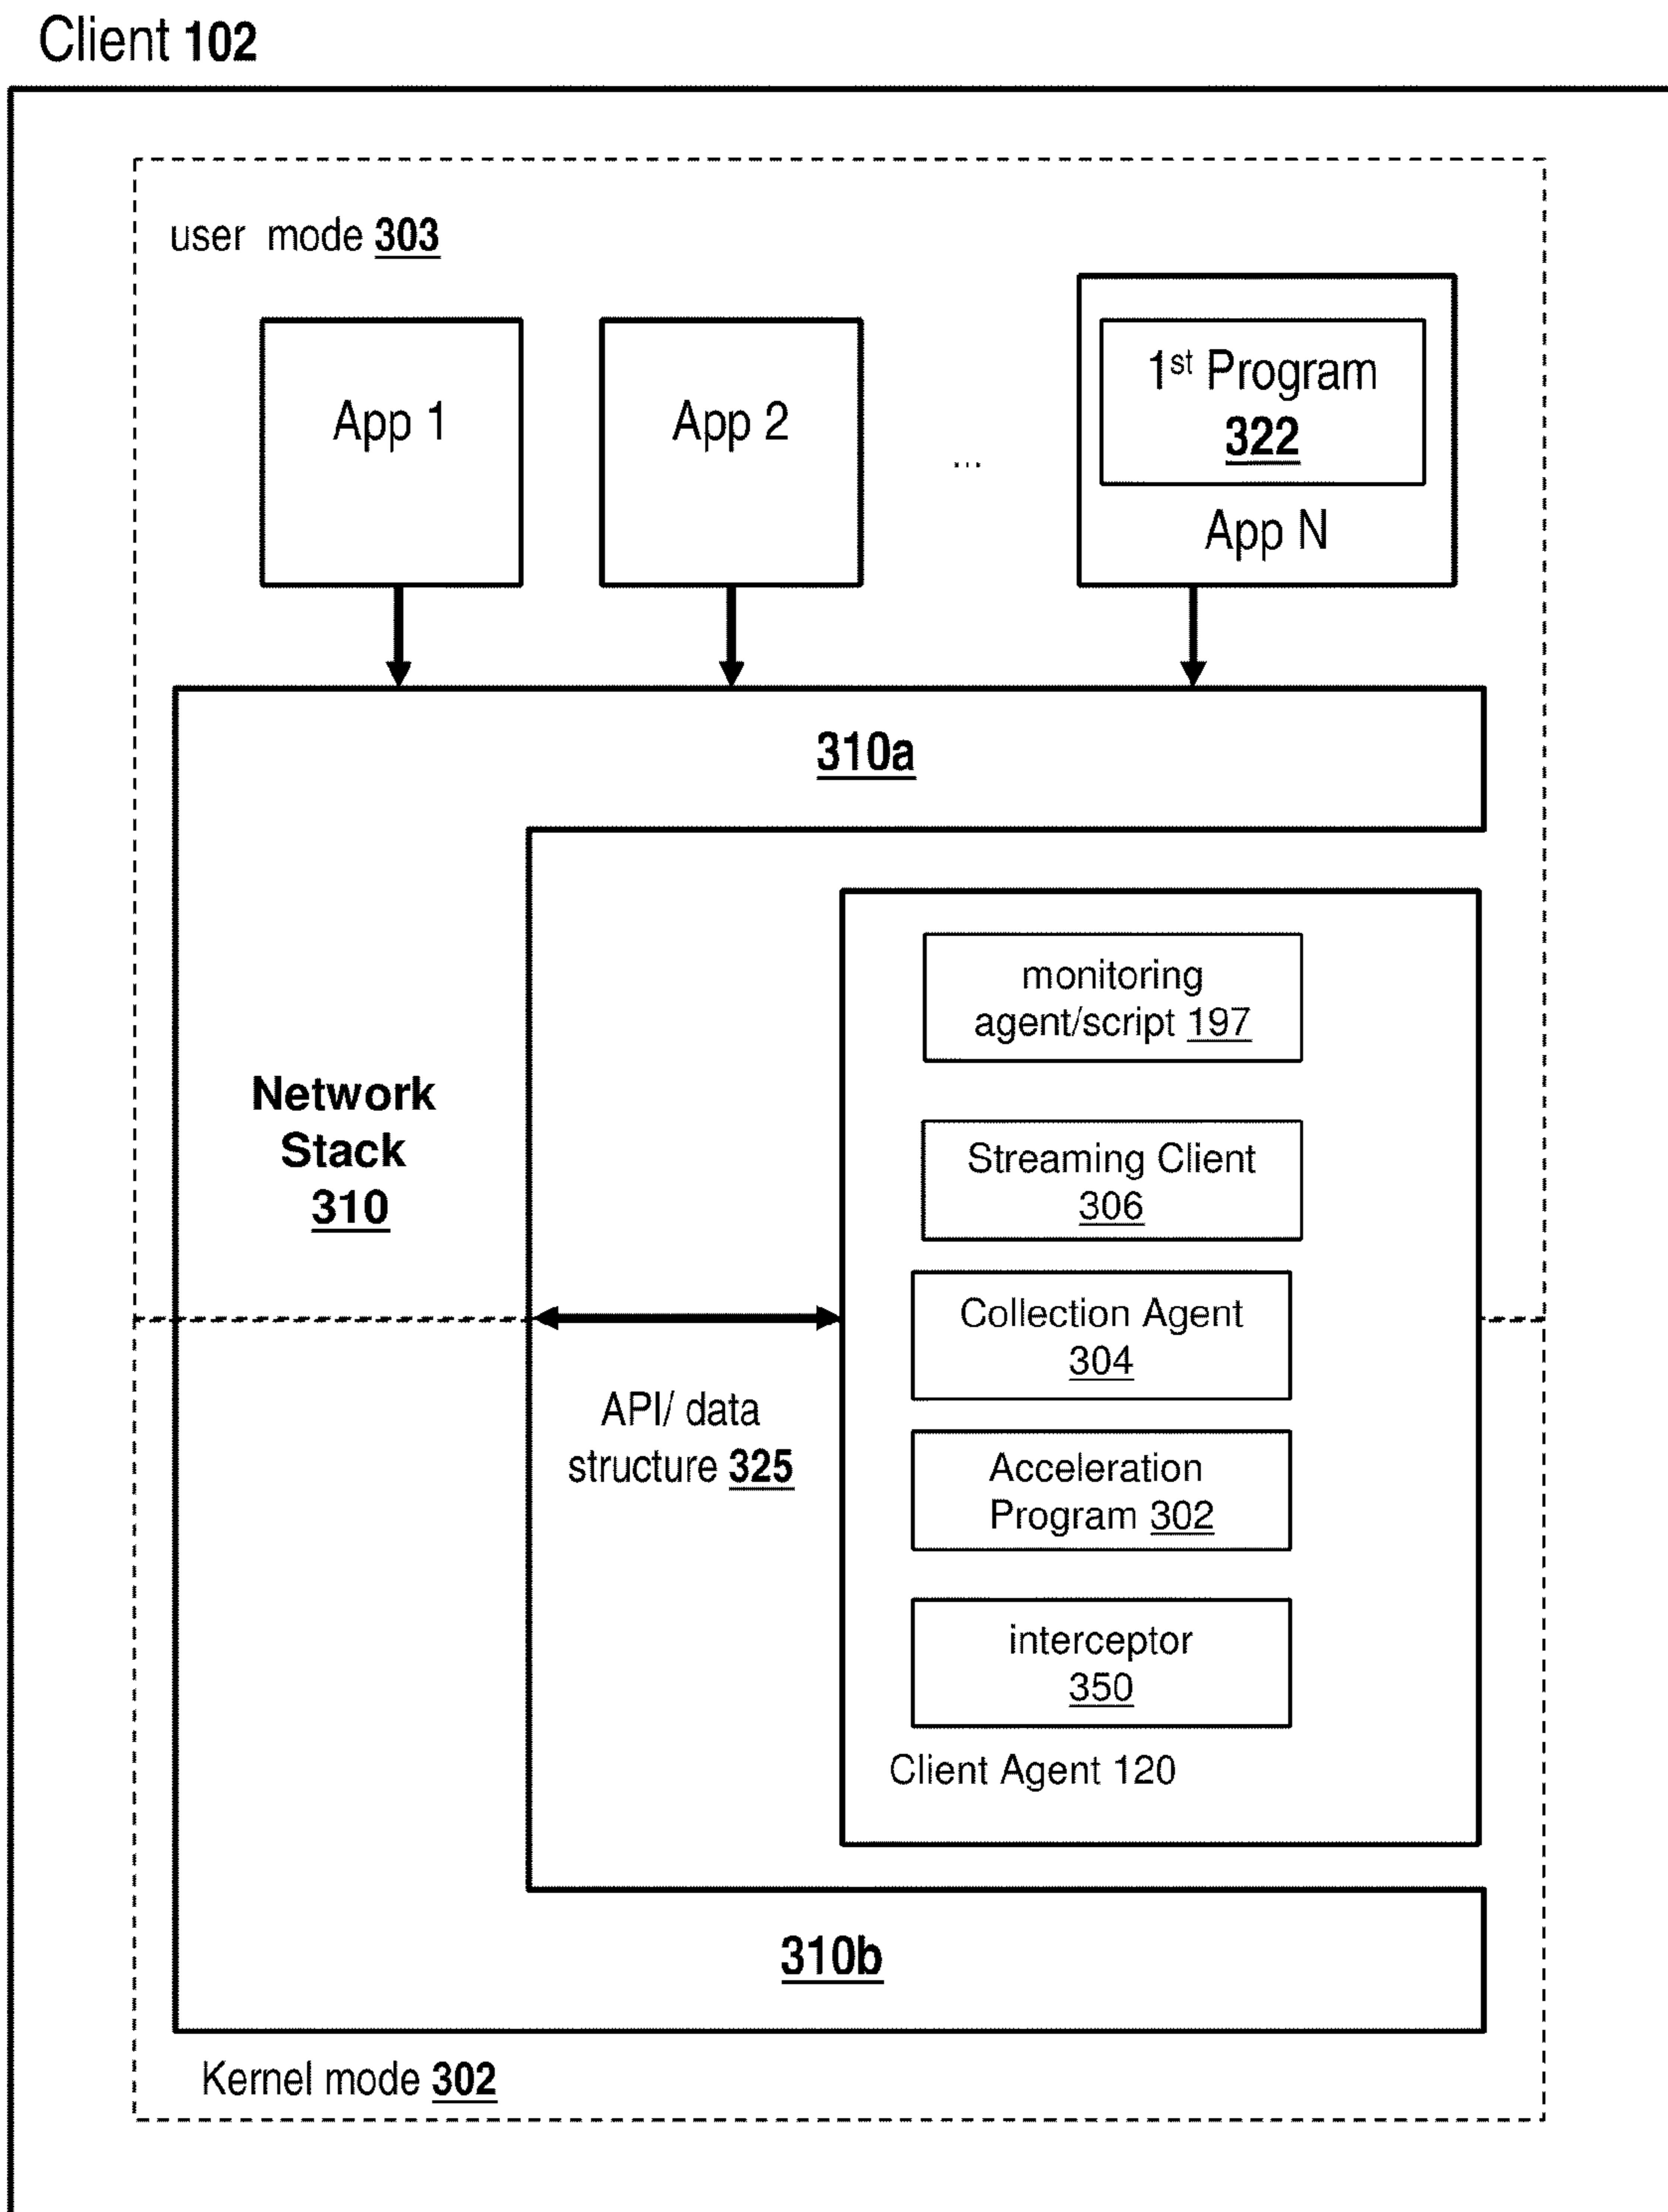 Client 102
user mode 303
App 1
App 2
...
1st Program
322
App N
310a
Network
Stack
310
monitoring
agent/script 197
Streaming Client
306
Collection Agent
304
API/ data
structure 325
Acceleration
Program 302
interceptor
350
Client Agent 120
310b
Kernel mode 302